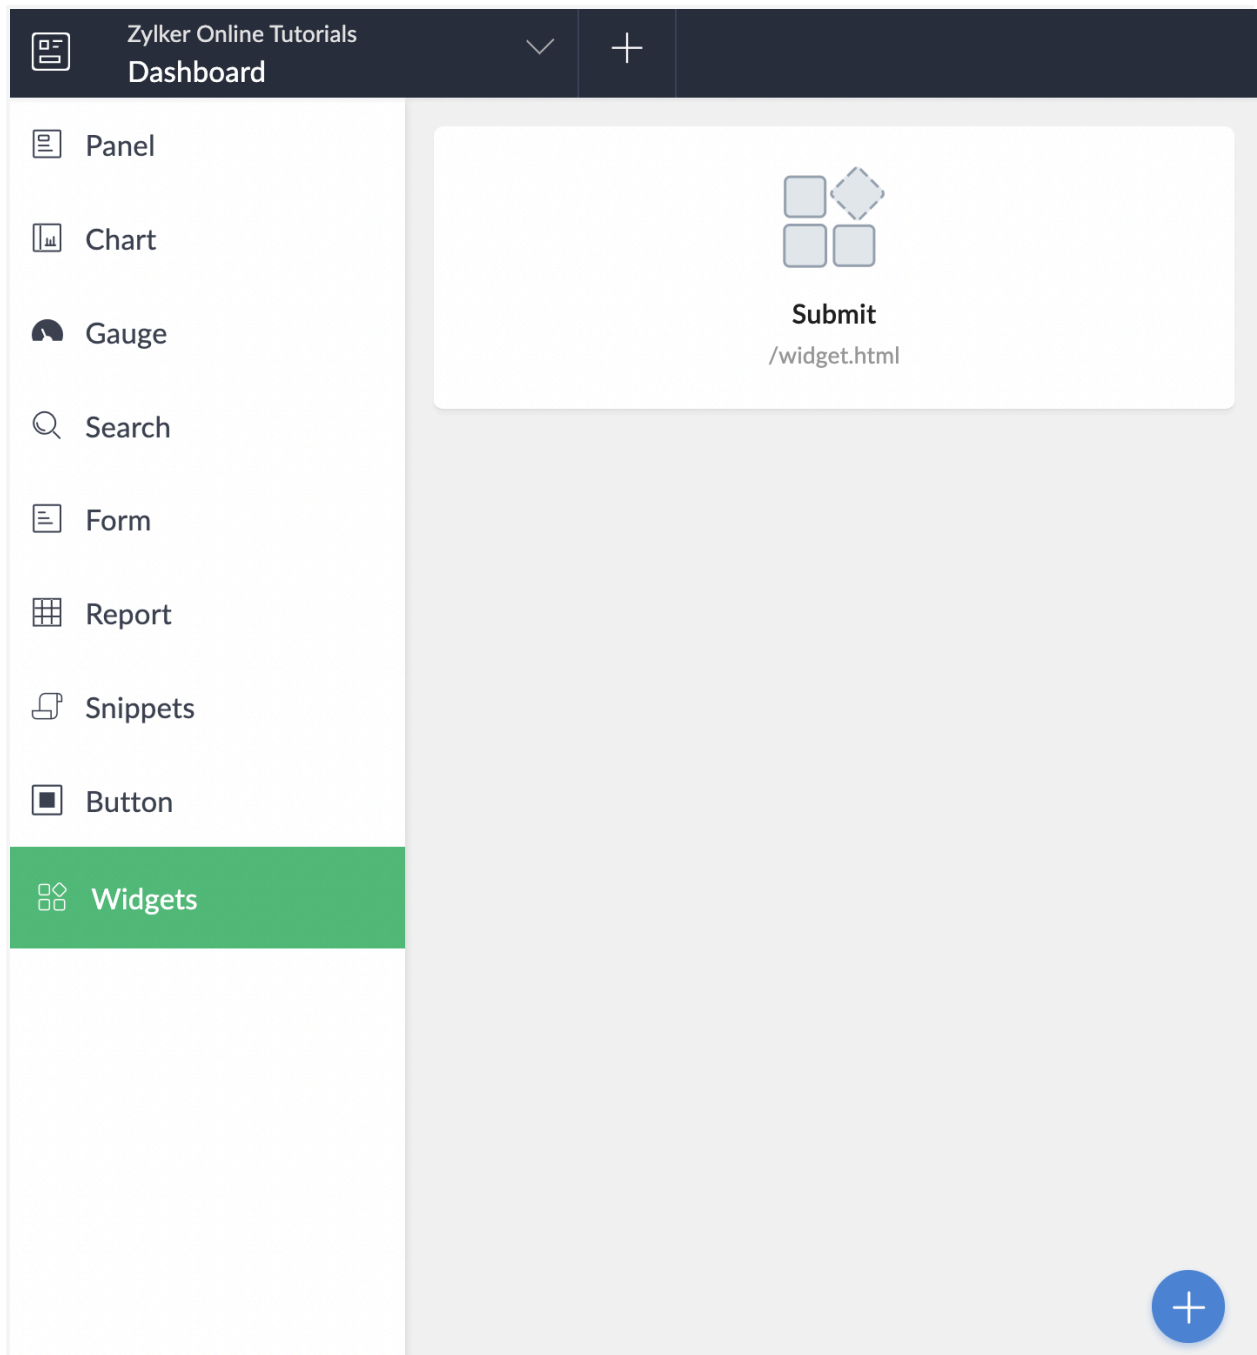 Zylker Online Tutorials
Dashboard
Panel
Chart
Gauge
Search
Form
Report
Snippets
Button
Widgets
Submit
/widget.html